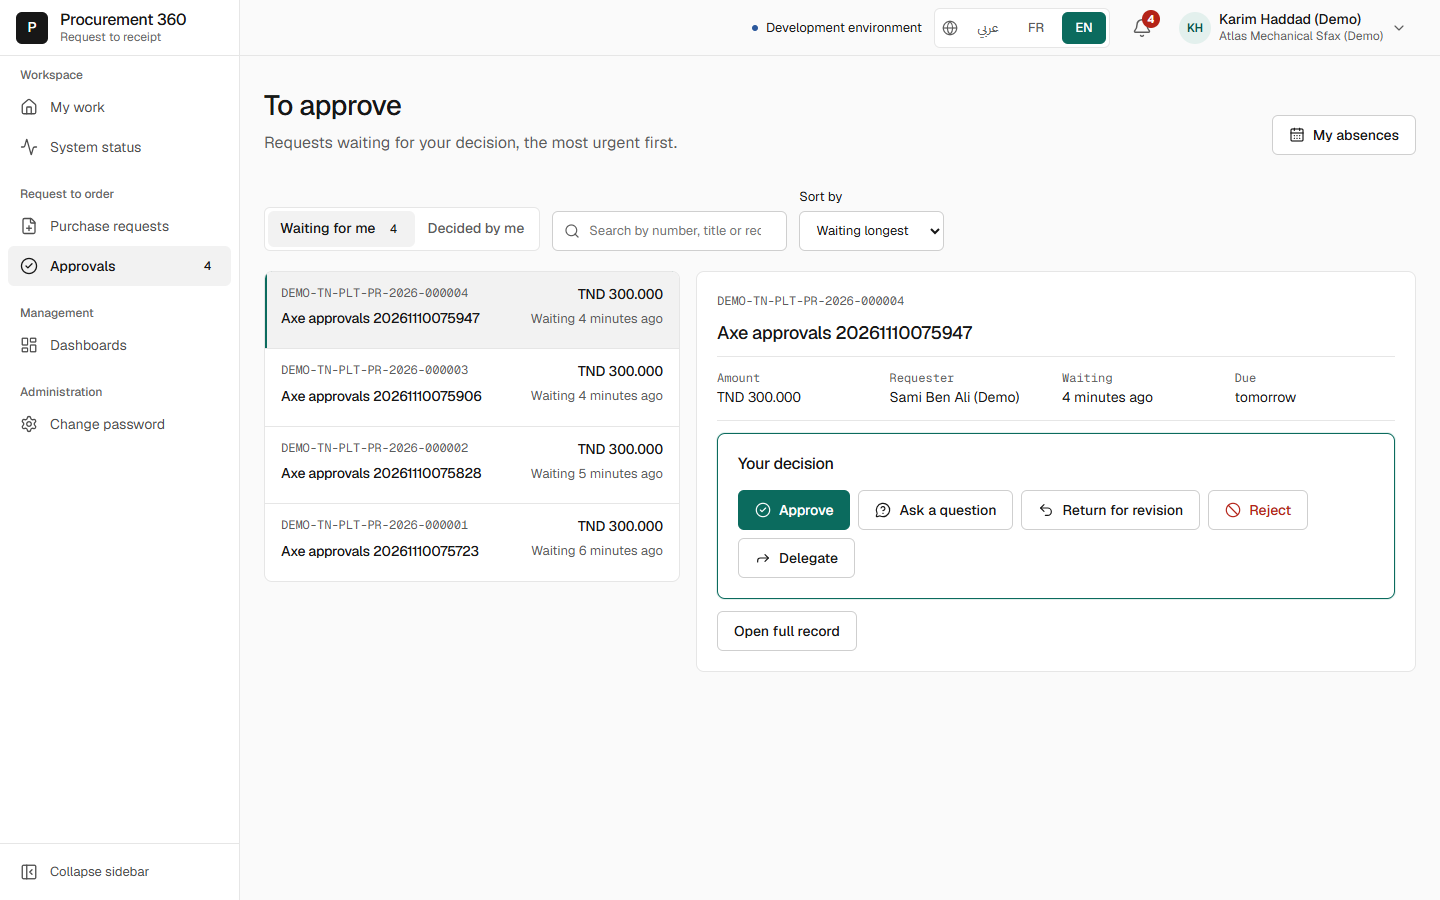 P
Procurement 360
Request to receipt
Development environment
عربي
FR
EN
4
KH
Karim Haddad (Demo)
Atlas Mechanical Sfax (Demo)
Workspace
My work
System status
Request to order
Purchase requests
Approvals 4
Management
Dashboards
Administration
Change password
Collapse sidebar
To approve
Requests waiting for your decision, the most urgent first.
My absences
Waiting for me 4
Decided by me
Search by number, title or rec
Sort by
Waiting longest
DEMO-TN-PLT-PR-2026-000004 TND 300.000
Axe approvals 20261110075947 Waiting 4 minutes ago
DEMO-TN-PLT-PR-2026-000003 TND 300.000
Axe approvals 20261110075906 Waiting 4 minutes ago
DEMO-TN-PLT-PR-2026-000002 TND 300.000
Axe approvals 20261110075828 Waiting 5 minutes ago
DEMO-TN-PLT-PR-2026-000001 TND 300.000
Axe approvals 20261110075723 Waiting 6 minutes ago
DEMO-TN-PLT-PR-2026-000004
Axe approvals 20261110075947
Amount Requester Waiting Due
TND 300.000 Sami Ben Ali (Demo) 4 minutes ago tomorrow
Your decision
Approve
Ask a question
Return for revision
Reject
Delegate
Open full record